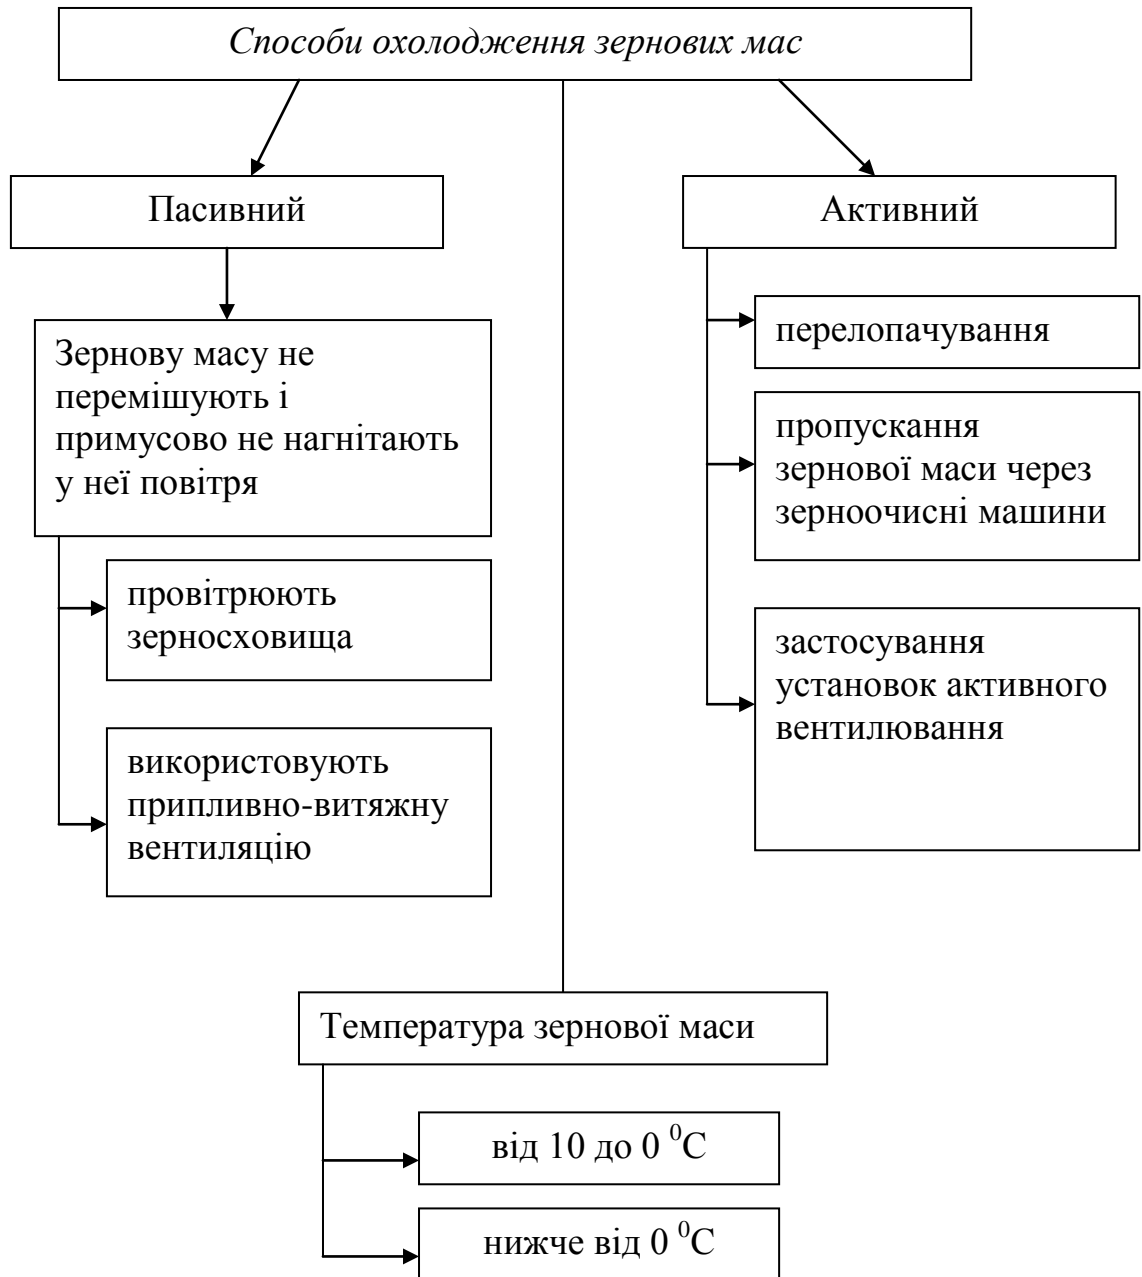 Способи охолодження зернових мас
Пасивний
Активний
Зернову масу не
перемішують і
примусово не нагнітають
у неї повітря
провітрюють
зерносховища
використовують
припливно-витяжну
вентиляцію
перелопачування
пропускання
зернової маси через
зерноочисні машини
застосування
установок активного
вентилювання
Температура зернової маси
від 10 до 0 ⁰С
нижче від 0 ⁰С